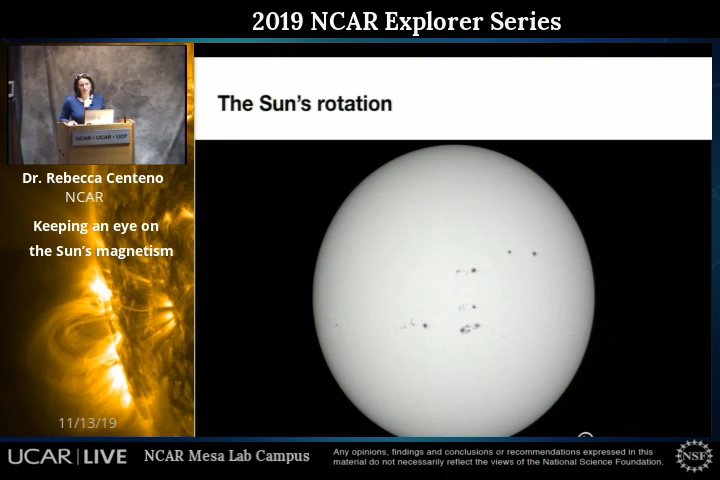 2019 NCAR Explorer Series
The Sun's rotation
NCAR • UCAR • UCP
Dr. Rebecca Centeno
NCAR
Keeping an eye on
the Sun's magnetism
11/13/19
UCAR | LIVE
NCAR Mesa Lab Campus
Any opinions, findings and conclusions or recommendations expressed in this
material do not necessarily reflect the views of the National Science Foundation.
NSF